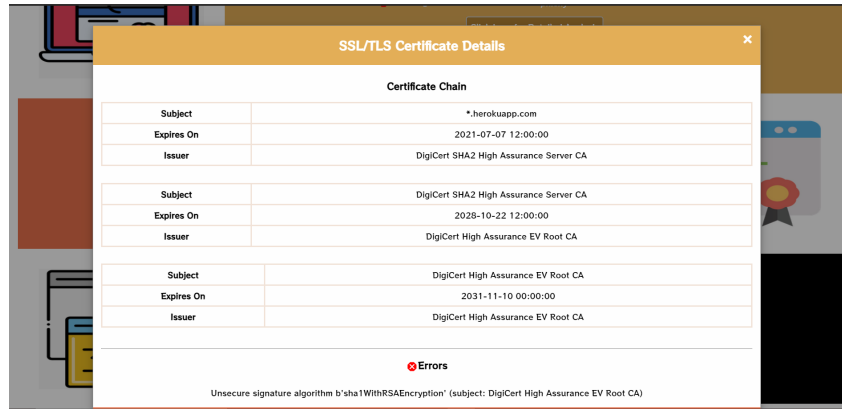 SSL/TLS Certificate Details ×
Certificate Chain
Subject *.herokuapp.com
Expires On 2021-07-07 12:00:00
Issuer DigiCert SHA2 High Assurance Server CA
Subject DigiCert SHA2 High Assurance Server CA
Expires On 2028-10-22 12:00:00
Issuer DigiCert High Assurance EV Root CA
Subject DigiCert High Assurance EV Root CA
Expires On 2031-11-10 00:00:00
Issuer DigiCert High Assurance EV Root CA
Errors
Unsecure signature algorithm b'sha1WithRSAEncryption' (subject: DigiCert High Assurance EV Root CA)